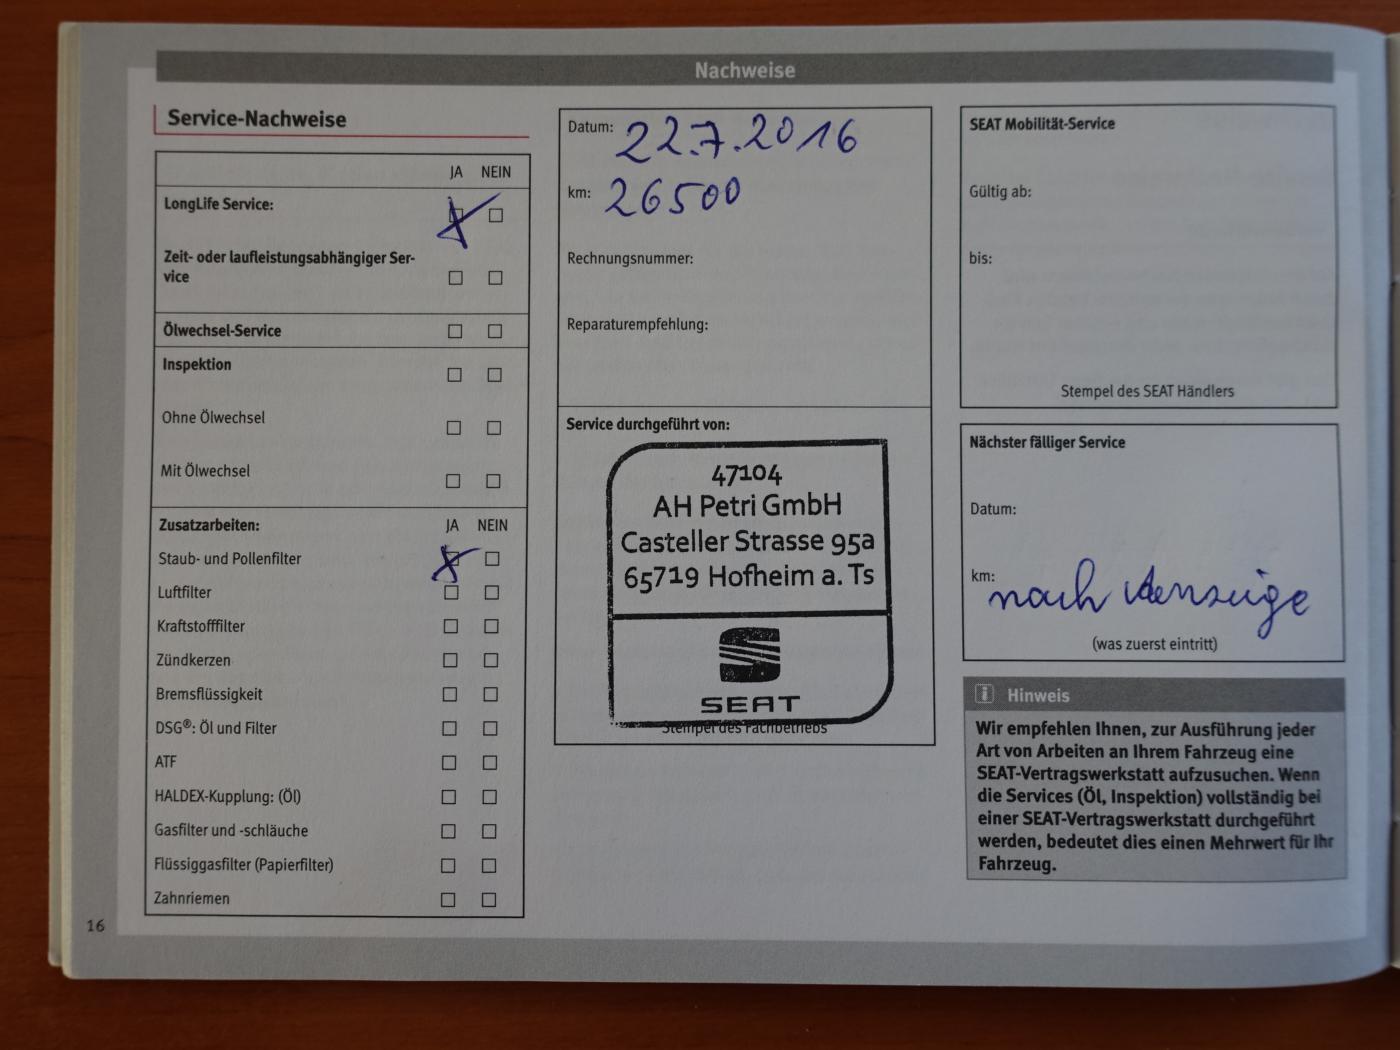 Nachweise
Service-Nachweise
JA NEIN
LongLife Service:
Zeit- oder laufleistungsabhängiger Ser-
vice
Ölwechsel-Service
Inspektion
Ohne Ölwechsel
Mit Ölwechsel
Zusatzarbeiten: JA NEIN
Staub- und Pollenfilter
Luftfilter
Kraftstofffilter
Zündkerzen
Bremsflüssigkeit
DSG®: Öl und Filter
ATF
HALDEX-Kupplung: (Öl)
Gasfilter und -schläuche
Flüssiggasfilter (Papierfilter)
Zahnriemen
16
Datum: 22.7.2016
km: 26500
Rechnungsnummer:
Reparaturempfehlung:
Service durchgeführt von:
47104
AH Petri GmbH
Casteller Strasse 95a
65719 Hofheim a. Ts
SEAT
Stempel des Fachbetriebs
SEAT Mobilität-Service
Gültig ab:
bis:
Stempel des SEAT Händlers
Nächster fälliger Service
Datum:
km: nach Anzeige
(was zuerst eintritt)
Hinweis
Wir empfehlen Ihnen, zur Ausführung jeder
Art von Arbeiten an Ihrem Fahrzeug eine
SEAT-Vertragswerkstatt aufzusuchen. Wenn
die Services (Öl, Inspektion) vollständig bei
einer SEAT-Vertragswerkstatt durchgeführt
werden, bedeutet dies einen Mehrwert für Ihr
Fahrzeug.